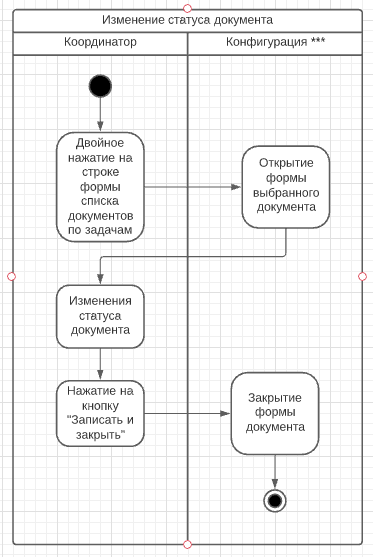 Изменение статуса документа
Координатор
Конфигурация ***
Двойное
нажатие на
строке
формы
списка
документов
по задачам
Открытие
формы
выбранного
документа
Изменения
статуса
документа
Нажатие на
кнопку
"Записать и
закрыть"
Закрытие
формы
документа